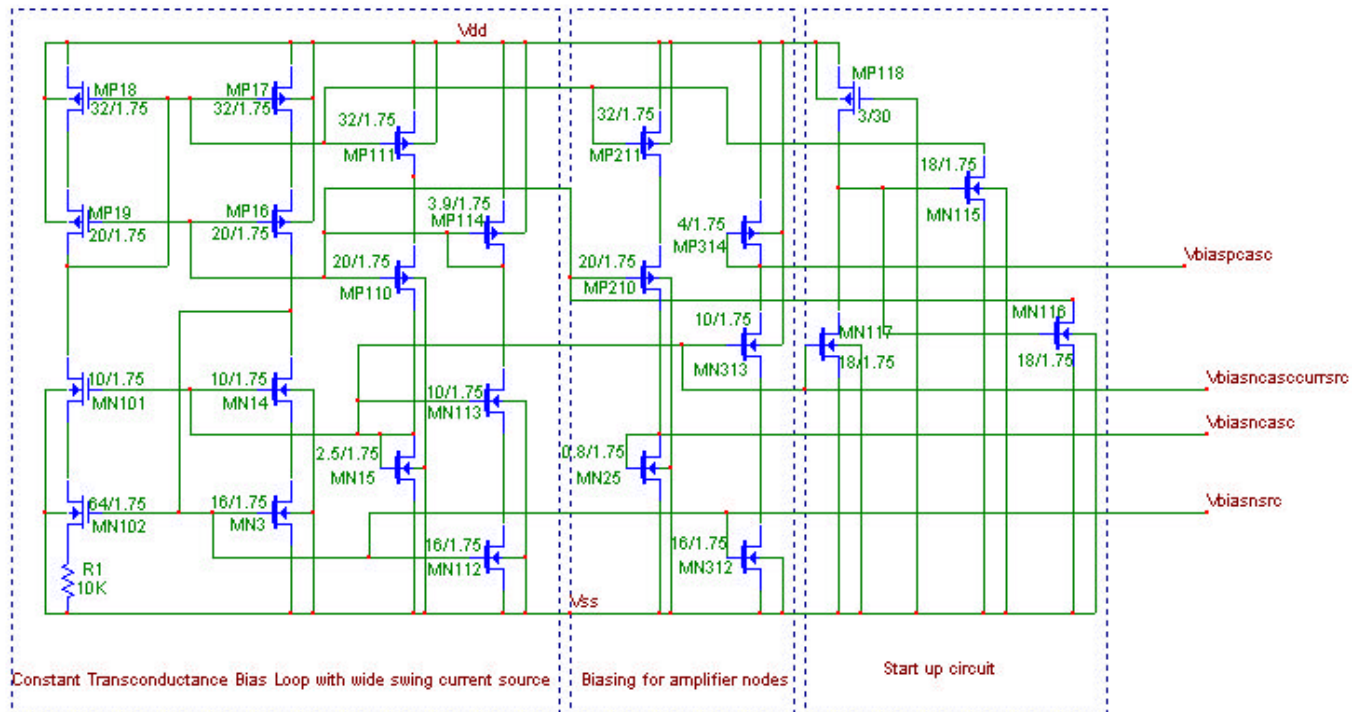 Vdd
MP18
32/1.75
MP17
32/1.75
32/1.75
MP111
32/1.75
MP211
MP118
3/30
18/1.75
MN115
MP19
20/1.75
MP16
20/1.75
3.9/1.75
MP114
4/1.75
MP314
20/1.75
MP110
20/1.75
MP210
Vbiaspcasc
10/1.75
MN313
MN117
18/1.75
MN116
18/1.75
10/1.75
MN101
10/1.75
MN14
10/1.75
MN113
Vbiasncasccurrsrc
2.5/1.75
MN15
0.8/1.75
MN25
Vbiasncasc
64/1.75
MN102
16/1.75
MN3
Vbiasnsrc
16/1.75
MN112
16/1.75
MN312
R1
10K
Vss
Constant Transconductance Bias Loop with wide swing current source
Biasing for amplifier nodes
Start up circuit